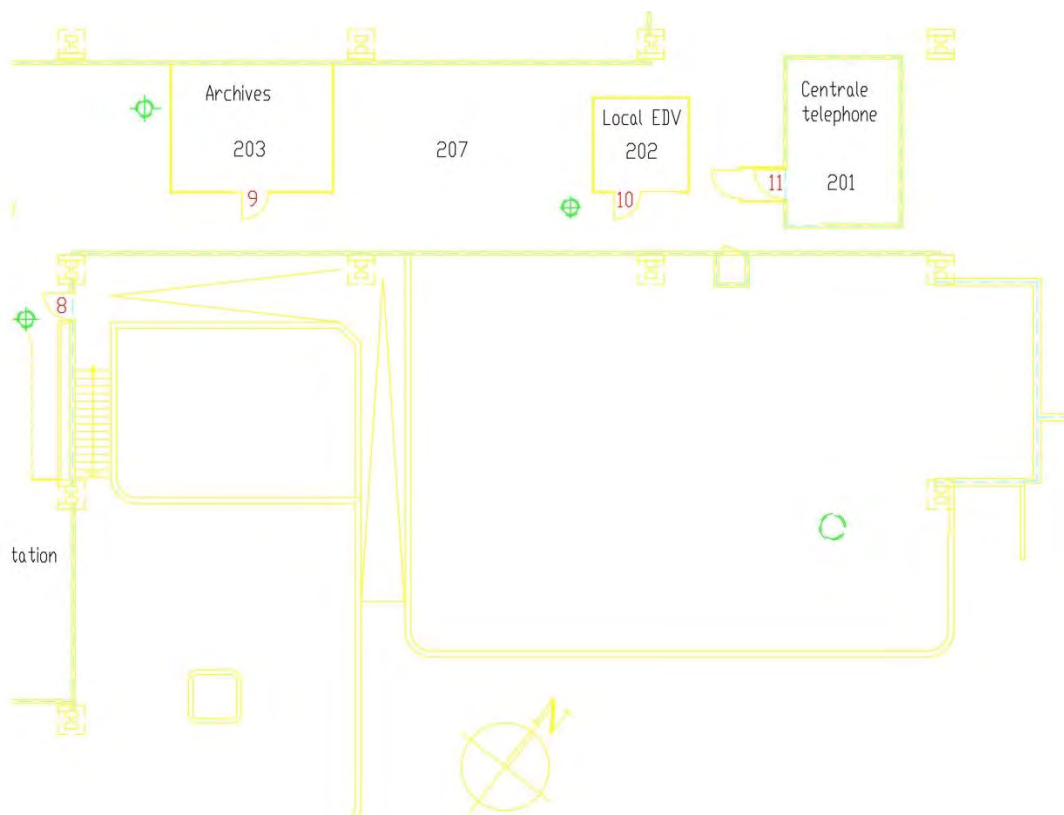 Archives
203
9
207
Local EDV
202
10
Centrale
telephone
201
11
8
tation
N